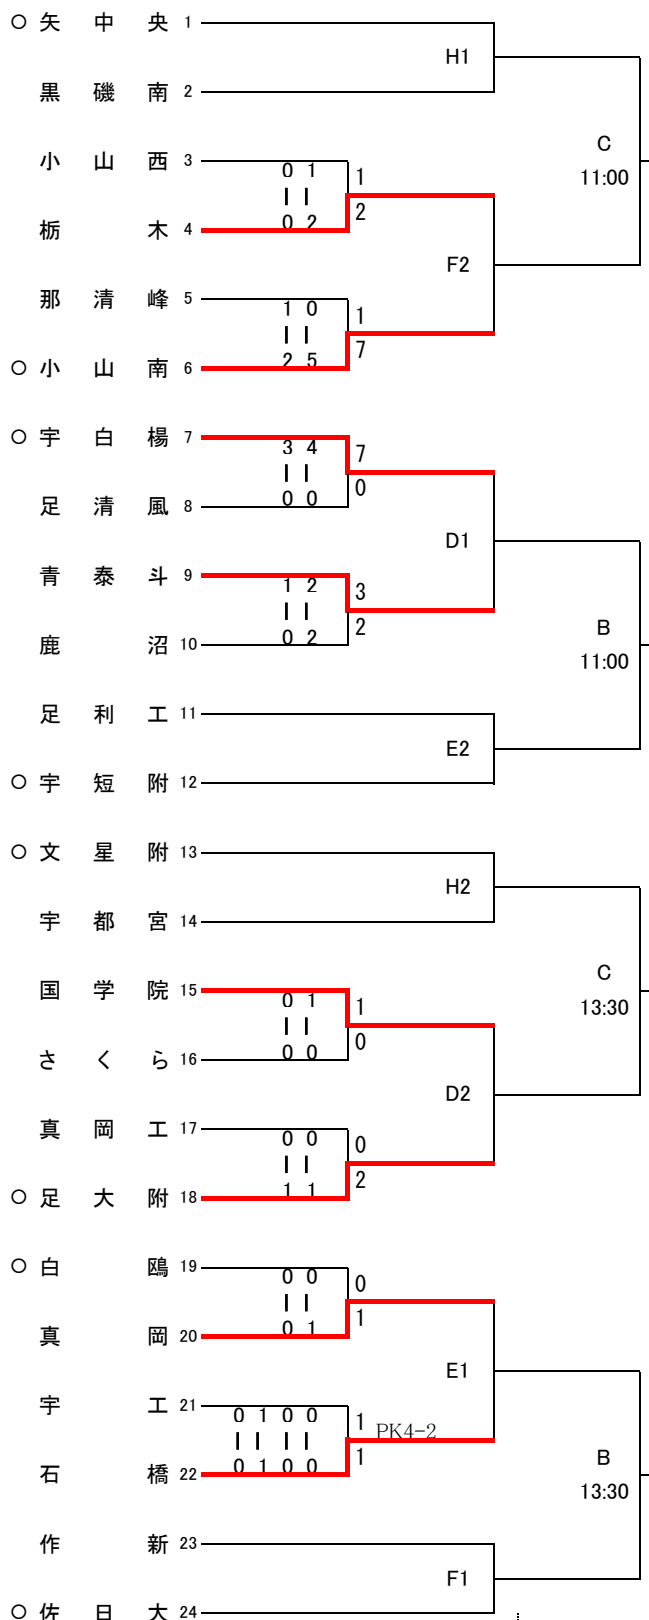 ○ 矢 中 央 1
H1
黒 磯 南 2
C
11:00
小 山 西 3
0 1
1
0 2
2
栃 木 4
F2
那 清 峰 5
1 0
1
2 5
7
○ 小 山 南 6
○ 宇 白 楊 7
3 4
7
0 0
0
足 清 風 8
D1
青 泰 斗 9
1 2
3
0 2
2
鹿 沼 10
B
11:00
足 利 工 11
E2
○ 宇 短 附 12
○ 文 星 附 13
H2
宇 都 宮 14
C
13:30
国 学 院 15
0 1
1
0 0
0
さ く ら 16
D2
真 岡 工 17
0 0
0
1 1
2
○ 足 大 附 18
○ 白 鴎 19
0 0
0
0 1
1
真 岡 20
E1
宇 工 21
0 1 0 0
1
PK4-2
0 1 0 0
1
石 橋 22
B
13:30
作 新 23
F1
○ 佐 日 大 24